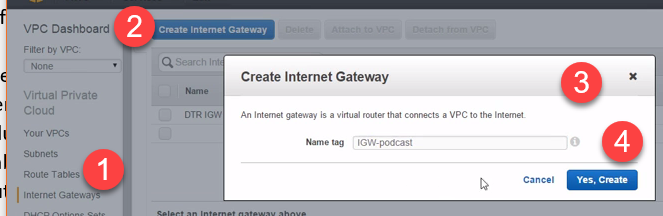 VPC Dashboard
Filter by VPC:
None
Virtual Private
Cloud
Your VPCs
Subnets
Route Tables
Internet Gateways
DHCP Options Sets
1
2
Create Internet Gateway
Delete
Attach to VPC
Detach from VPC
Search Inte
Name
DTR IGW
Create Internet Gateway
3
An Internet gateway is a virtual router that connects a VPC to the Internet.
Name tag
IGW-podcast
4
Cancel
Yes, Create
Select an Internet gateway above